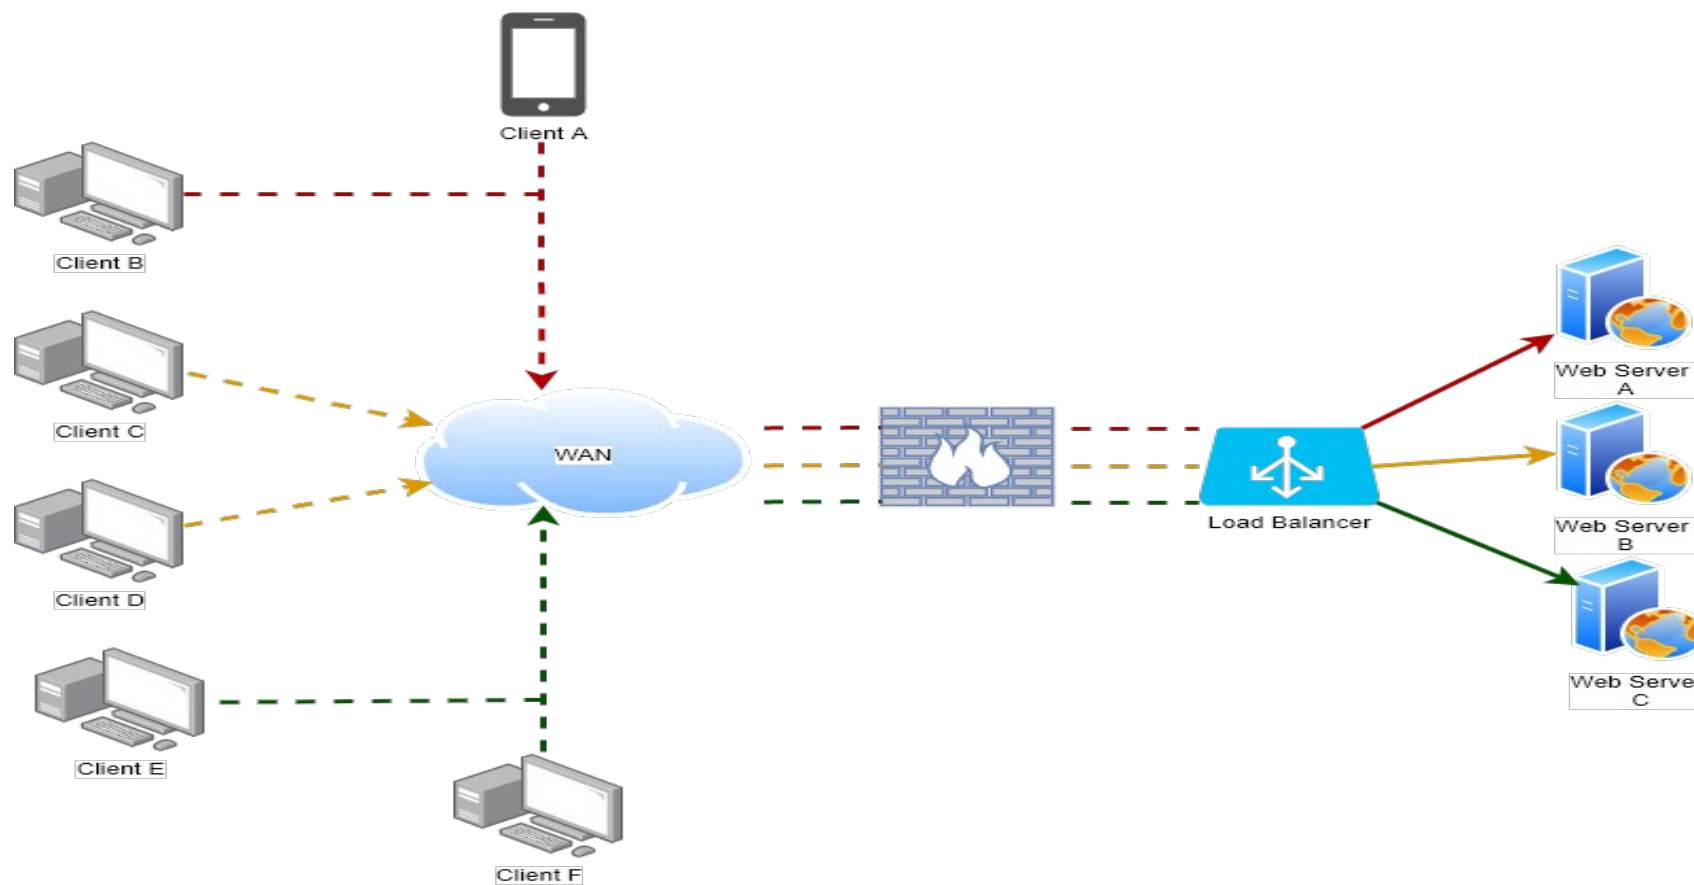 Client A
Client B
Client C
Client D
Client E
Client F
WAN
Load Balancer
Web Server
A
Web Server
B
Web Serve
C